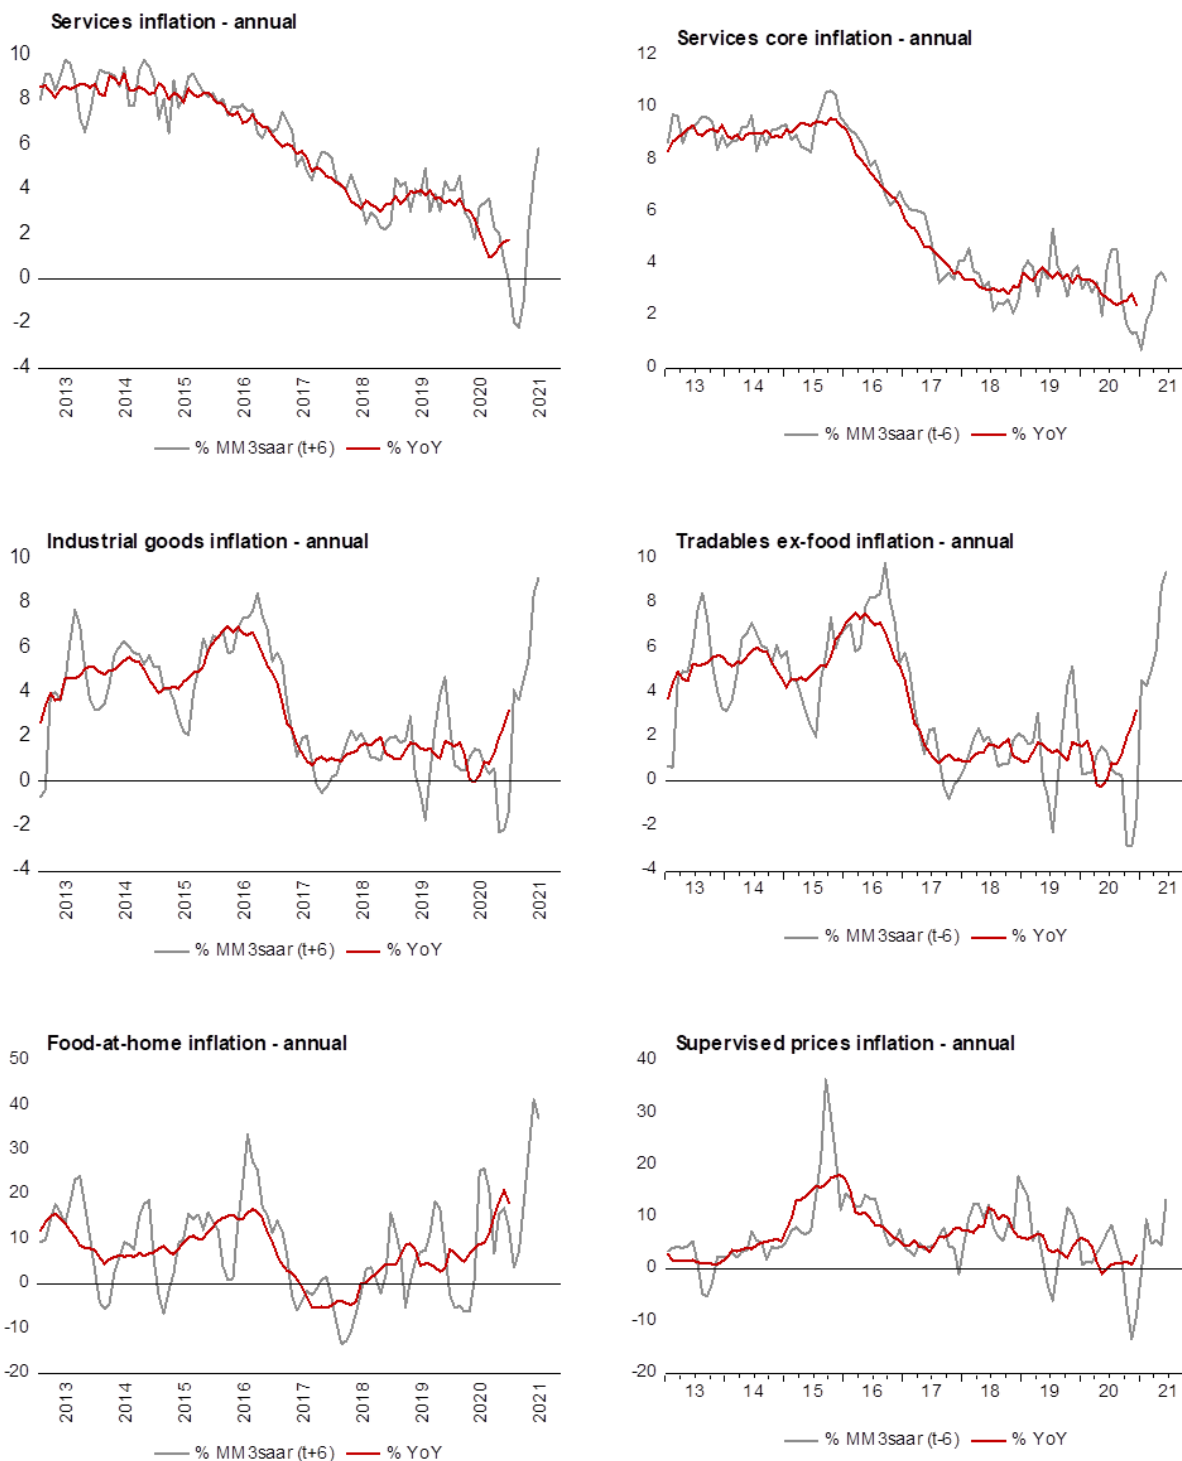 Services inflation - annual
10
8
6
4
2
0
-2
-4
2013 2014 2015 2016 2017 2018 2019 2020 2021
% MM3saar (t+6) % YoY
Services core inflation - annual
12
10
8
6
4
2
0
13 14 15 16 17 18 19 20 21
% MM3saar (t-6) % YoY
Industrial goods inflation - annual
10
8
6
4
2
0
-2
-4
2013 2014 2015 2016 2017 2018 2019 2020 2021
% MM3saar (t+6) % YoY
Tradables ex-food inflation - annual
10
8
6
4
2
0
-2
-4
13 14 15 16 17 18 19 20 21
% MM3saar (t-6) % YoY
Food-at-home inflation - annual
50
40
30
20
10
0
-10
-20
2013 2014 2015 2016 2017 2018 2019 2020 2021
% MM3saar (t+6) % YoY
Supervised prices inflation - annual
40
30
20
10
0
-10
-20
13 14 15 16 17 18 19 20 21
% MM3saar (t-6) % YoY